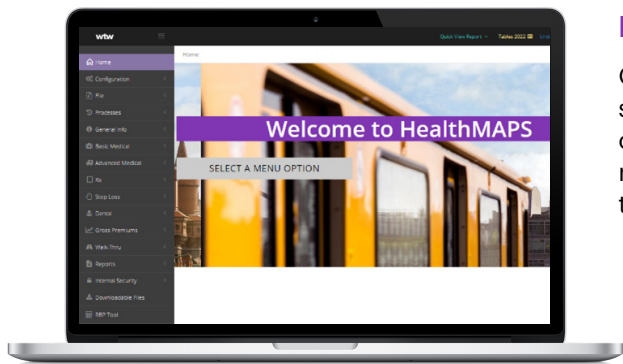 wtw
Quick View Report
Tables 2022
Home
Home
Configuration
File
Processes
General Info
Basic Medical
Advanced Medical
Rx
Stop Loss
Dental
Gross Premiums
Walk Thru
Reports
Internal Security
Downloadable Files
RBP Tool
Welcome to HealthMAPS
SELECT A MENU OPTION